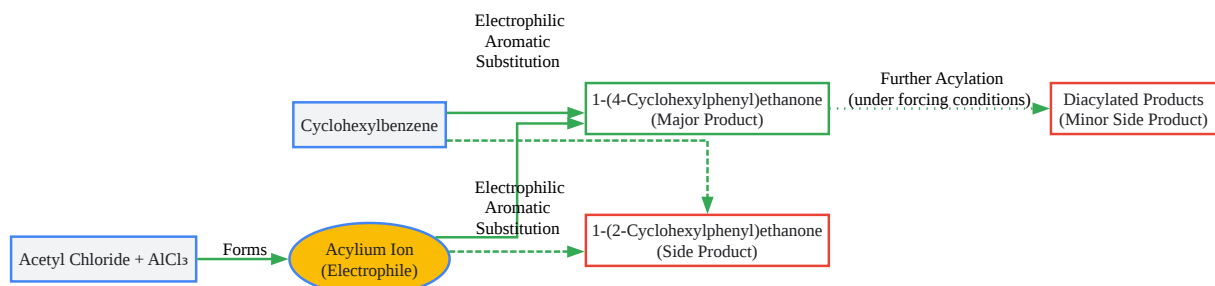 Electrophilic
Aromatic
Substitution
Cyclohexylbenzene
1-(4-Cyclohexylphenyl)ethanone
(Major Product)
Further Acylation
(under forcing conditions)
Diacylated Products
(Minor Side Product)
Electrophilic
Aromatic
Substitution
1-(2-Cyclohexylphenyl)ethanone
(Side Product)
Acetyl Chloride + AlCl₃
Forms
Acylium Ion
(Electrophile)